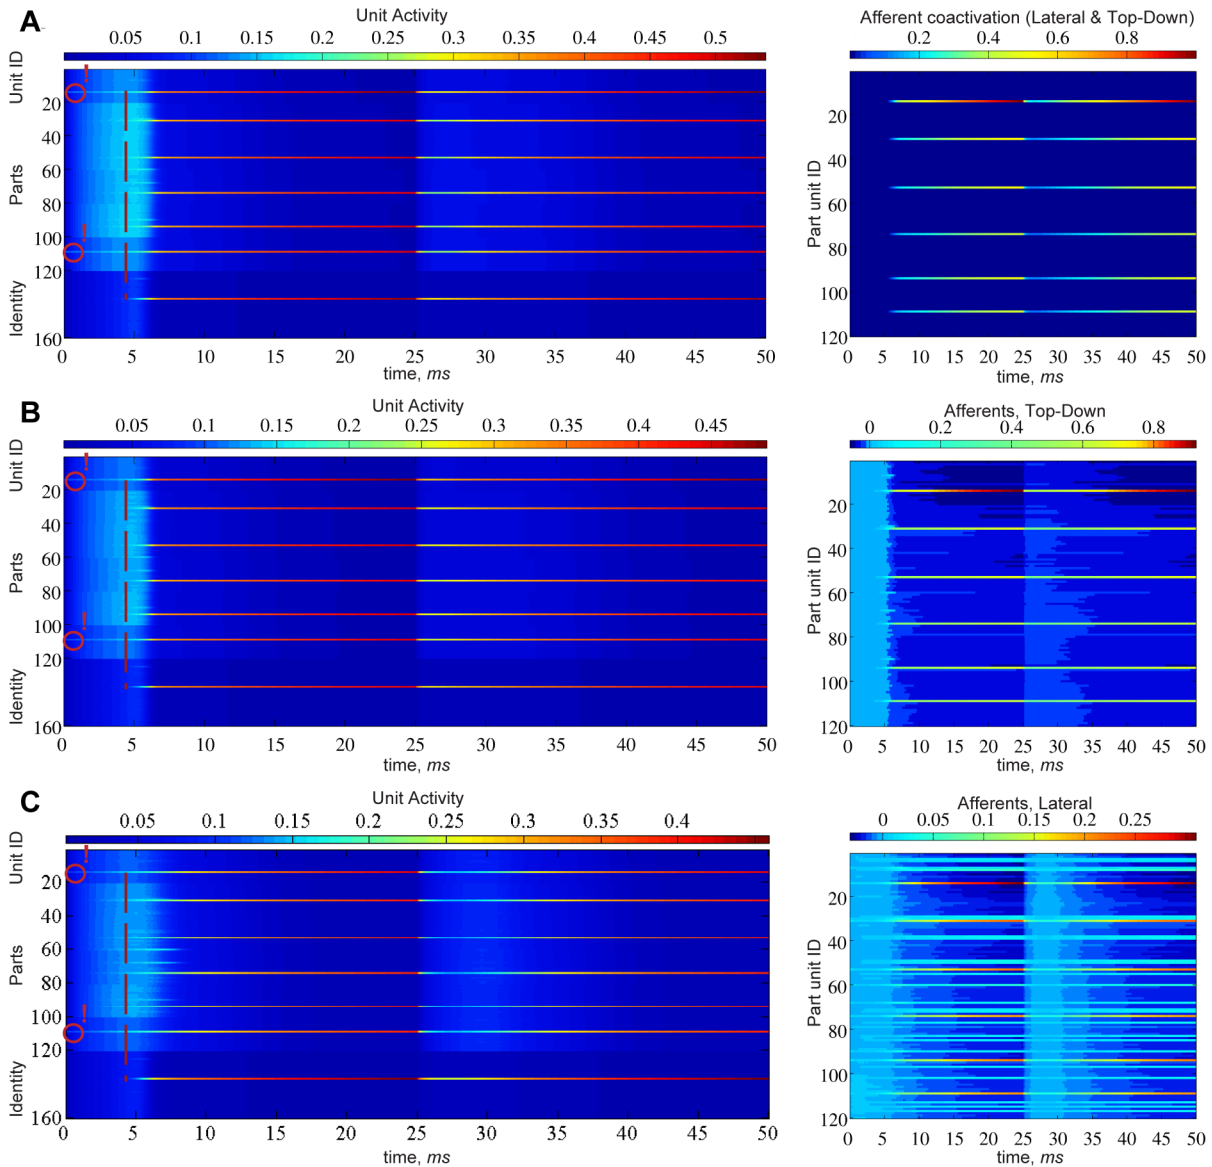 A
Unit Activity
Afferent coactivation (Lateral & Top-Down)
0.05 0.1 0.15 0.2 0.25 0.3 0.35 0.4 0.45 0.5
0.2 0.4 0.6 0.8
Unit ID
Parts
Identity
!
!
20
40
60
80
100
120
160
0 5 10 15 20 25 30 35 40 45 50
time, ms
Part unit ID
20
40
60
80
100
120
0 5 10 15 20 25 30 35 40 45 50
time, ms
B
Unit Activity
Afferents, Top-Down
0.05 0.1 0.15 0.2 0.25 0.3 0.35 0.4 0.45
0 0.2 0.4 0.6 0.8
Unit ID
Parts
Identity
!
!
20
40
60
80
100
120
160
0 5 10 15 20 25 30 35 40 45 50
time, ms
Part unit ID
20
40
60
80
100
120
0 5 10 15 20 25 30 35 40 45 50
time, ms
C
Unit Activity
Afferents, Lateral
0.05 0.1 0.15 0.2 0.25 0.3 0.35 0.4
0 0.05 0.1 0.15 0.2 0.25
Unit ID
Parts
Identity
!
!
20
40
60
80
100
120
160
0 5 10 15 20 25 30 35 40 45 50
time, ms
Part unit ID
20
40
60
80
100
120
0 5 10 15 20 25 30 35 40 45 50
time, ms